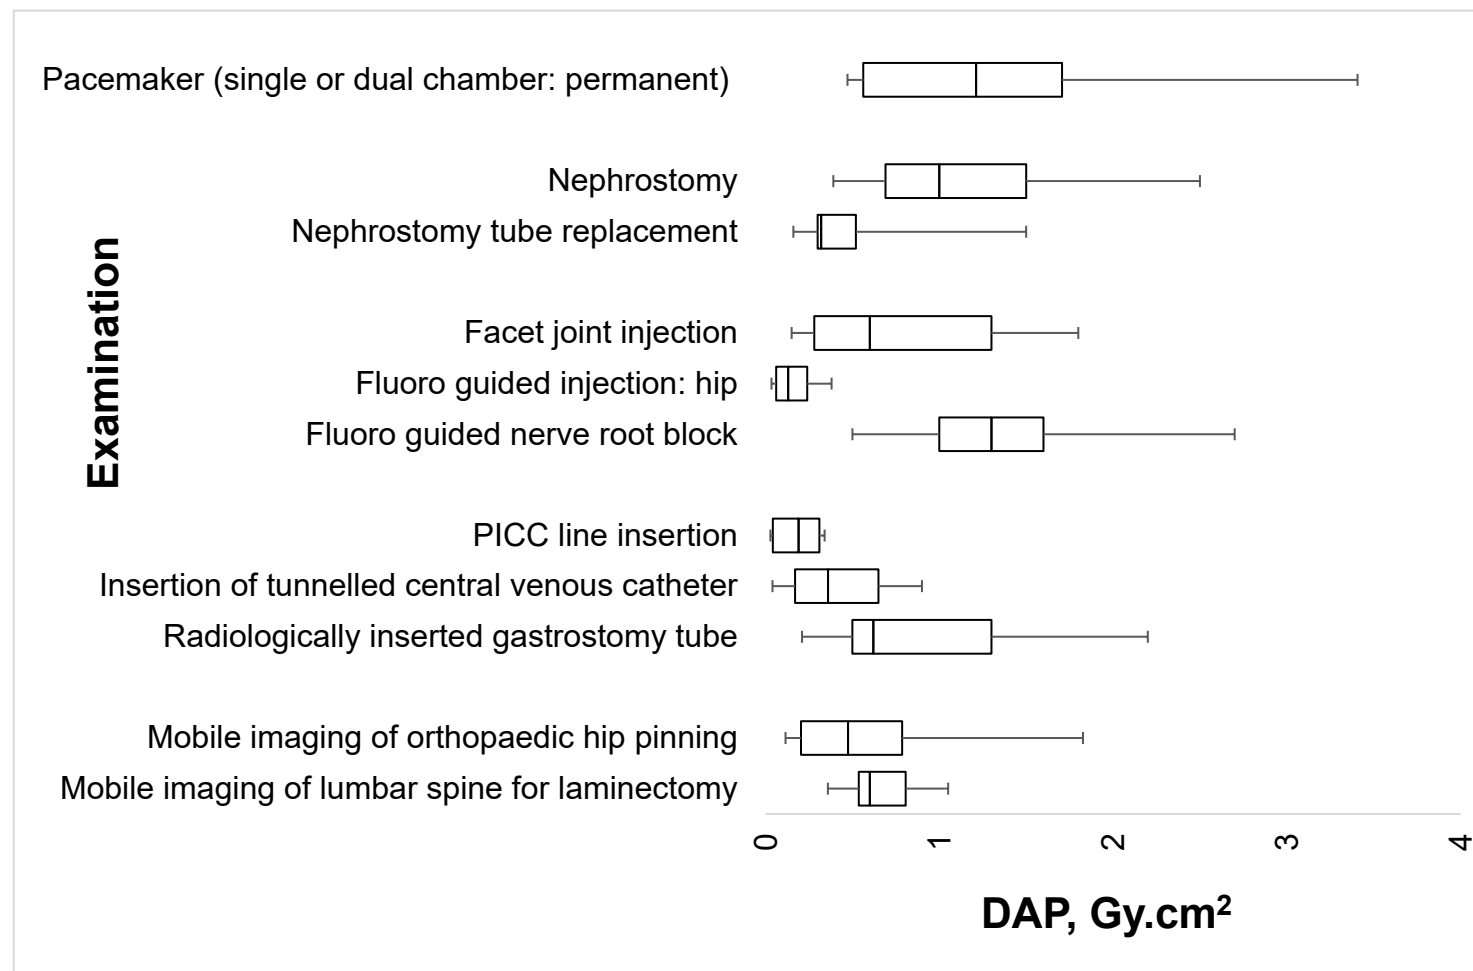 Pacemaker (single or dual chamber: permanent)
Nephrostomy
Nephrostomy tube replacement
Facet joint injection
Fluoro guided injection: hip
Fluoro guided nerve root block
PICC line insertion
Insertion of tunnelled central venous catheter
Radiologically inserted gastrostomy tube
Mobile imaging of orthopaedic hip pinning
Mobile imaging of lumbar spine for laminectomy
Examination
0 1 2 3 4
DAP, Gy.cm²